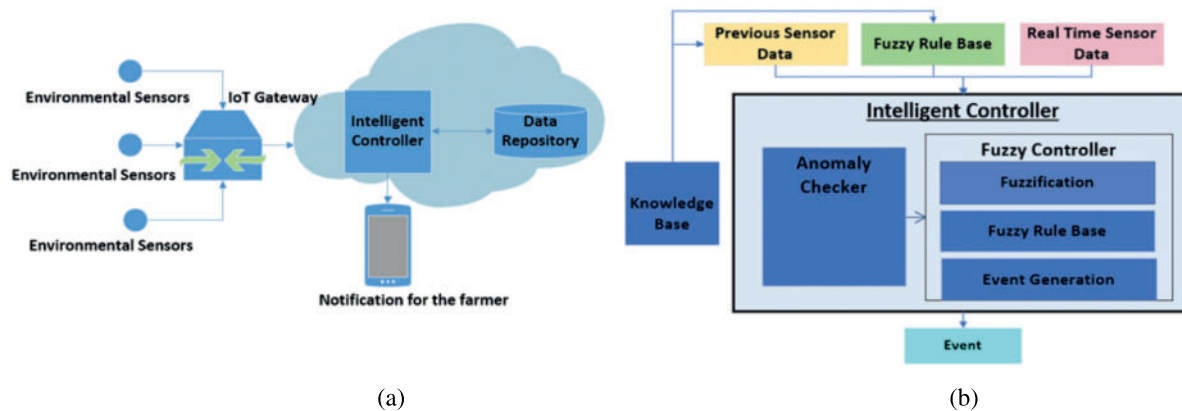 Environmental Sensors
IoT Gateway
Environmental Sensors
Environmental Sensors
Intelligent
Controller
Data
Repository
Notification for the farmer
(a)
Previous Sensor
Data
Fuzzy Rule Base
Real Time Sensor
Data
Intelligent Controller
Knowledge
Base
Anomaly
Checker
Fuzzy Controller
Fuzzification
Fuzzy Rule Base
Event Generation
Event
(b)